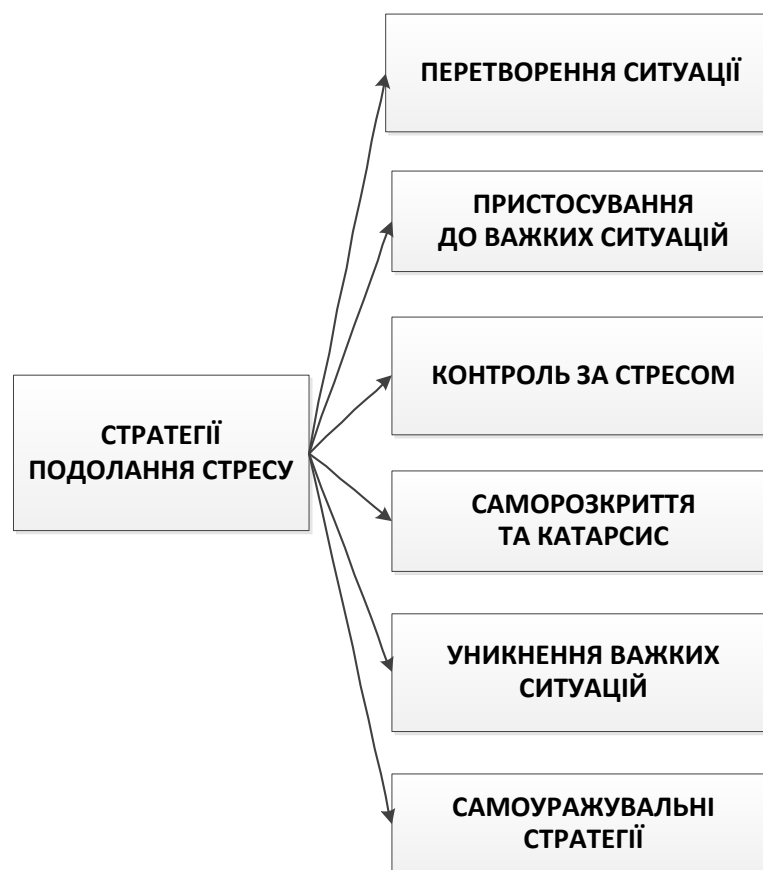 ПЕРЕТВОРЕННЯ СИТУАЦІЇ
ПРИСТОСУВАННЯ
ДО ВАЖКИХ СИТУАЦІЙ
КОНТРОЛЬ ЗА СТРЕСОМ
СТРАТЕГІЇ
ПОДОЛАННЯ СТРЕСУ
САМОРОЗКРИТТЯ
ТА КАТАРСИС
УНИКНЕННЯ ВАЖКИХ
СИТУАЦІЙ
САМОУРАЖУВАЛЬНІ
СТРАТЕГІЇ